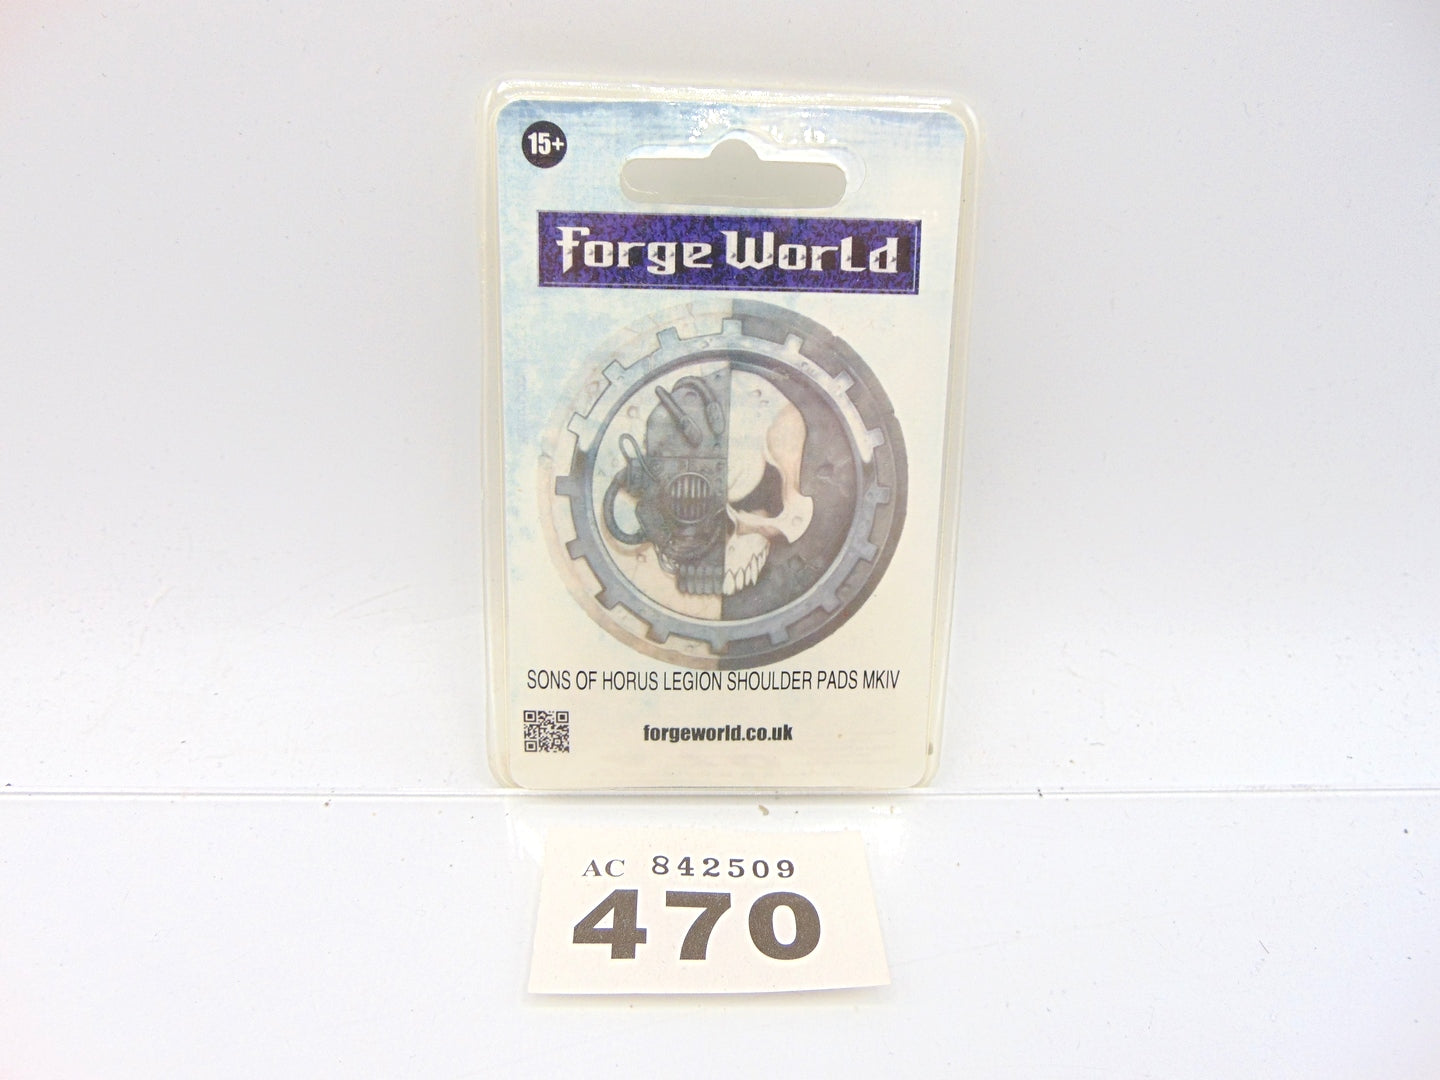 15+
Forge World
SONS OF HORUS LEGION SHOULDER PADS MKIV
forgeworld.co.uk
AC 842509
470